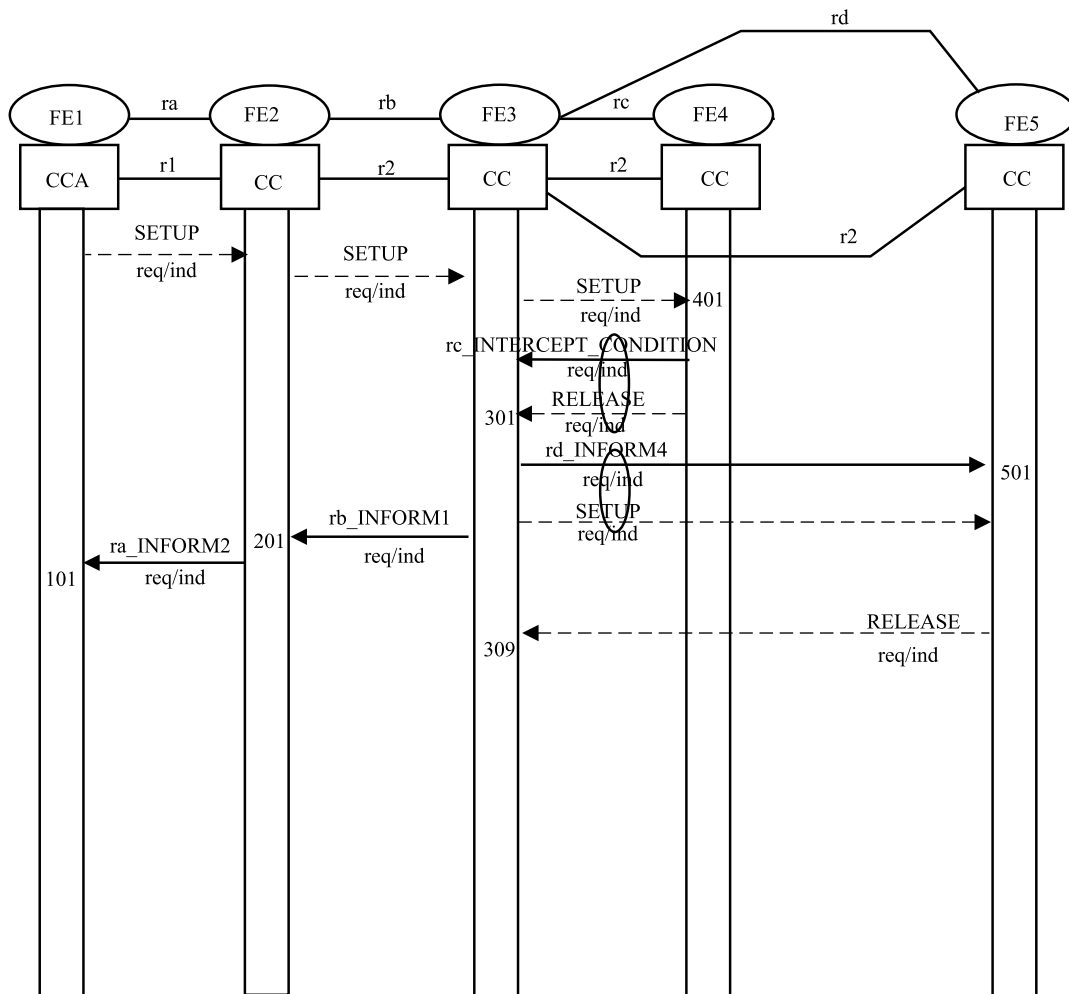 rd
ra
rb
rc
FE1
FE2
FE3
FE4
FE5
r1
r2
r2
CCA
CC
CC
CC
CC
r2
SETUP
req/ind
SETUP
req/ind
SETUP
req/ind
401
rc_INTERCEPT_CONDITION
req/ind
RELEASE
req/ind
301
rd_INFORM4
req/ind
501
SETUP
req/ind
rb_INFORM1
req/ind
201
ra_INFORM2
req/ind
101
RELEASE
req/ind
309